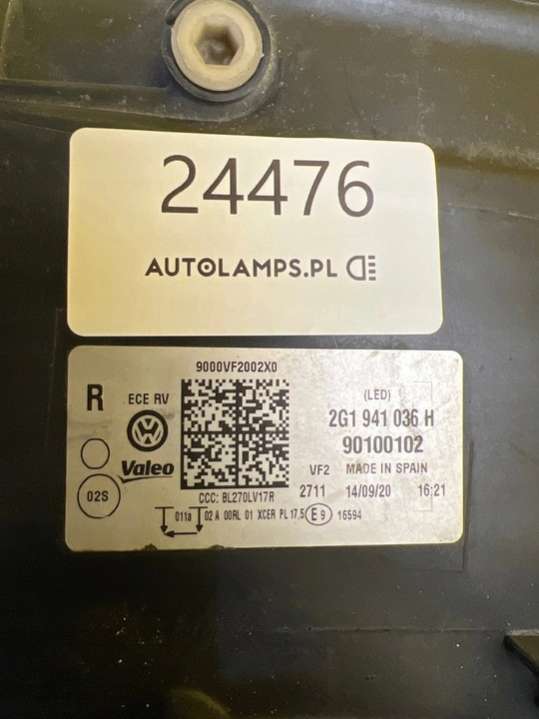 24476
AUTOLAMPS.PL
9000VF2002X0
R
ECE RV
(LED)
2G1 941 036 H
90100102
Valeo
VF2
MADE IN SPAIN
02S
CCC: BL270LV17R
2711
14/09/20
16:21
011a
02 A 00RL 01 XCER PL 17.5
E9
16594